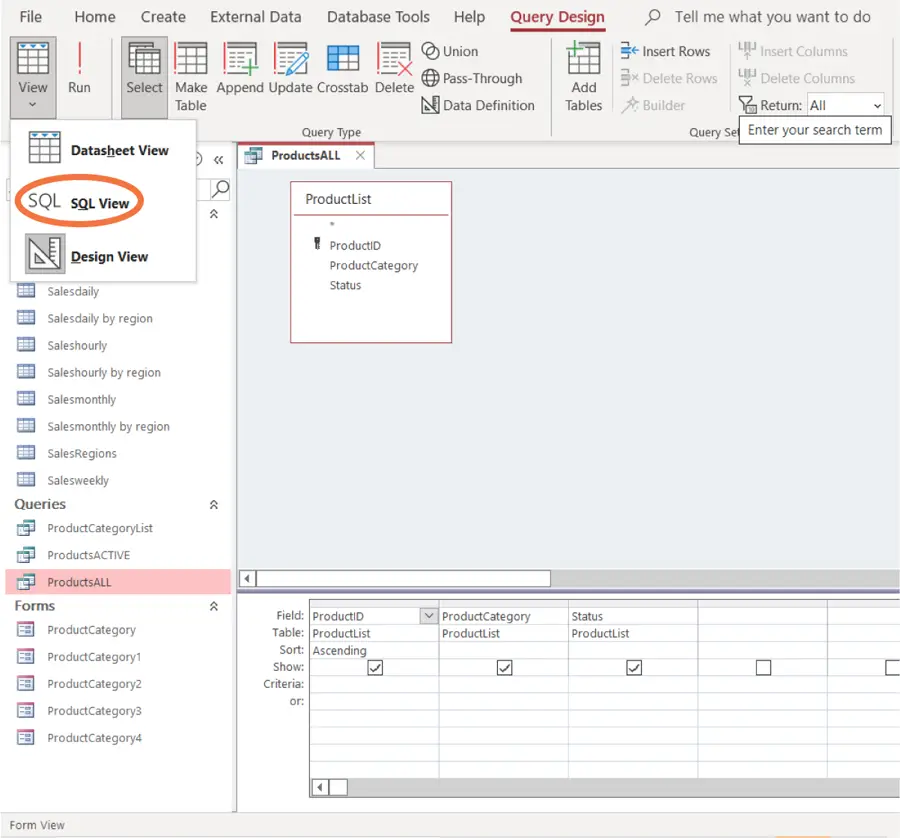 File Home Create External Data Database Tools Help Query Design Tell me what you want to do
View Run Select Make Table Append Update Crosstab Delete
Union
Pass-Through
Data Definition
Add Tables
Insert Rows
Delete Rows
Builder
Insert Columns
Delete Columns
Return: All
Query Type
Query Set
Enter your search term
Datasheet View
SQL SQL View
Design View
ProductsALL
ProductList
*
ProductID
ProductCategory
Status
Salesdaily
Salesdaily by region
Saleshourly
Saleshourly by region
Salesmonthly
Salesmonthly by region
SalesRegions
Salesweekly
Queries
ProductCategoryList
ProductsACTIVE
ProductsALL
Forms
ProductCategory
ProductCategory1
ProductCategory2
ProductCategory3
ProductCategory4
Field: ProductID ProductCategory Status
Table: ProductList ProductList ProductList
Sort: Ascending
Show:
Criteria:
or:
Form View